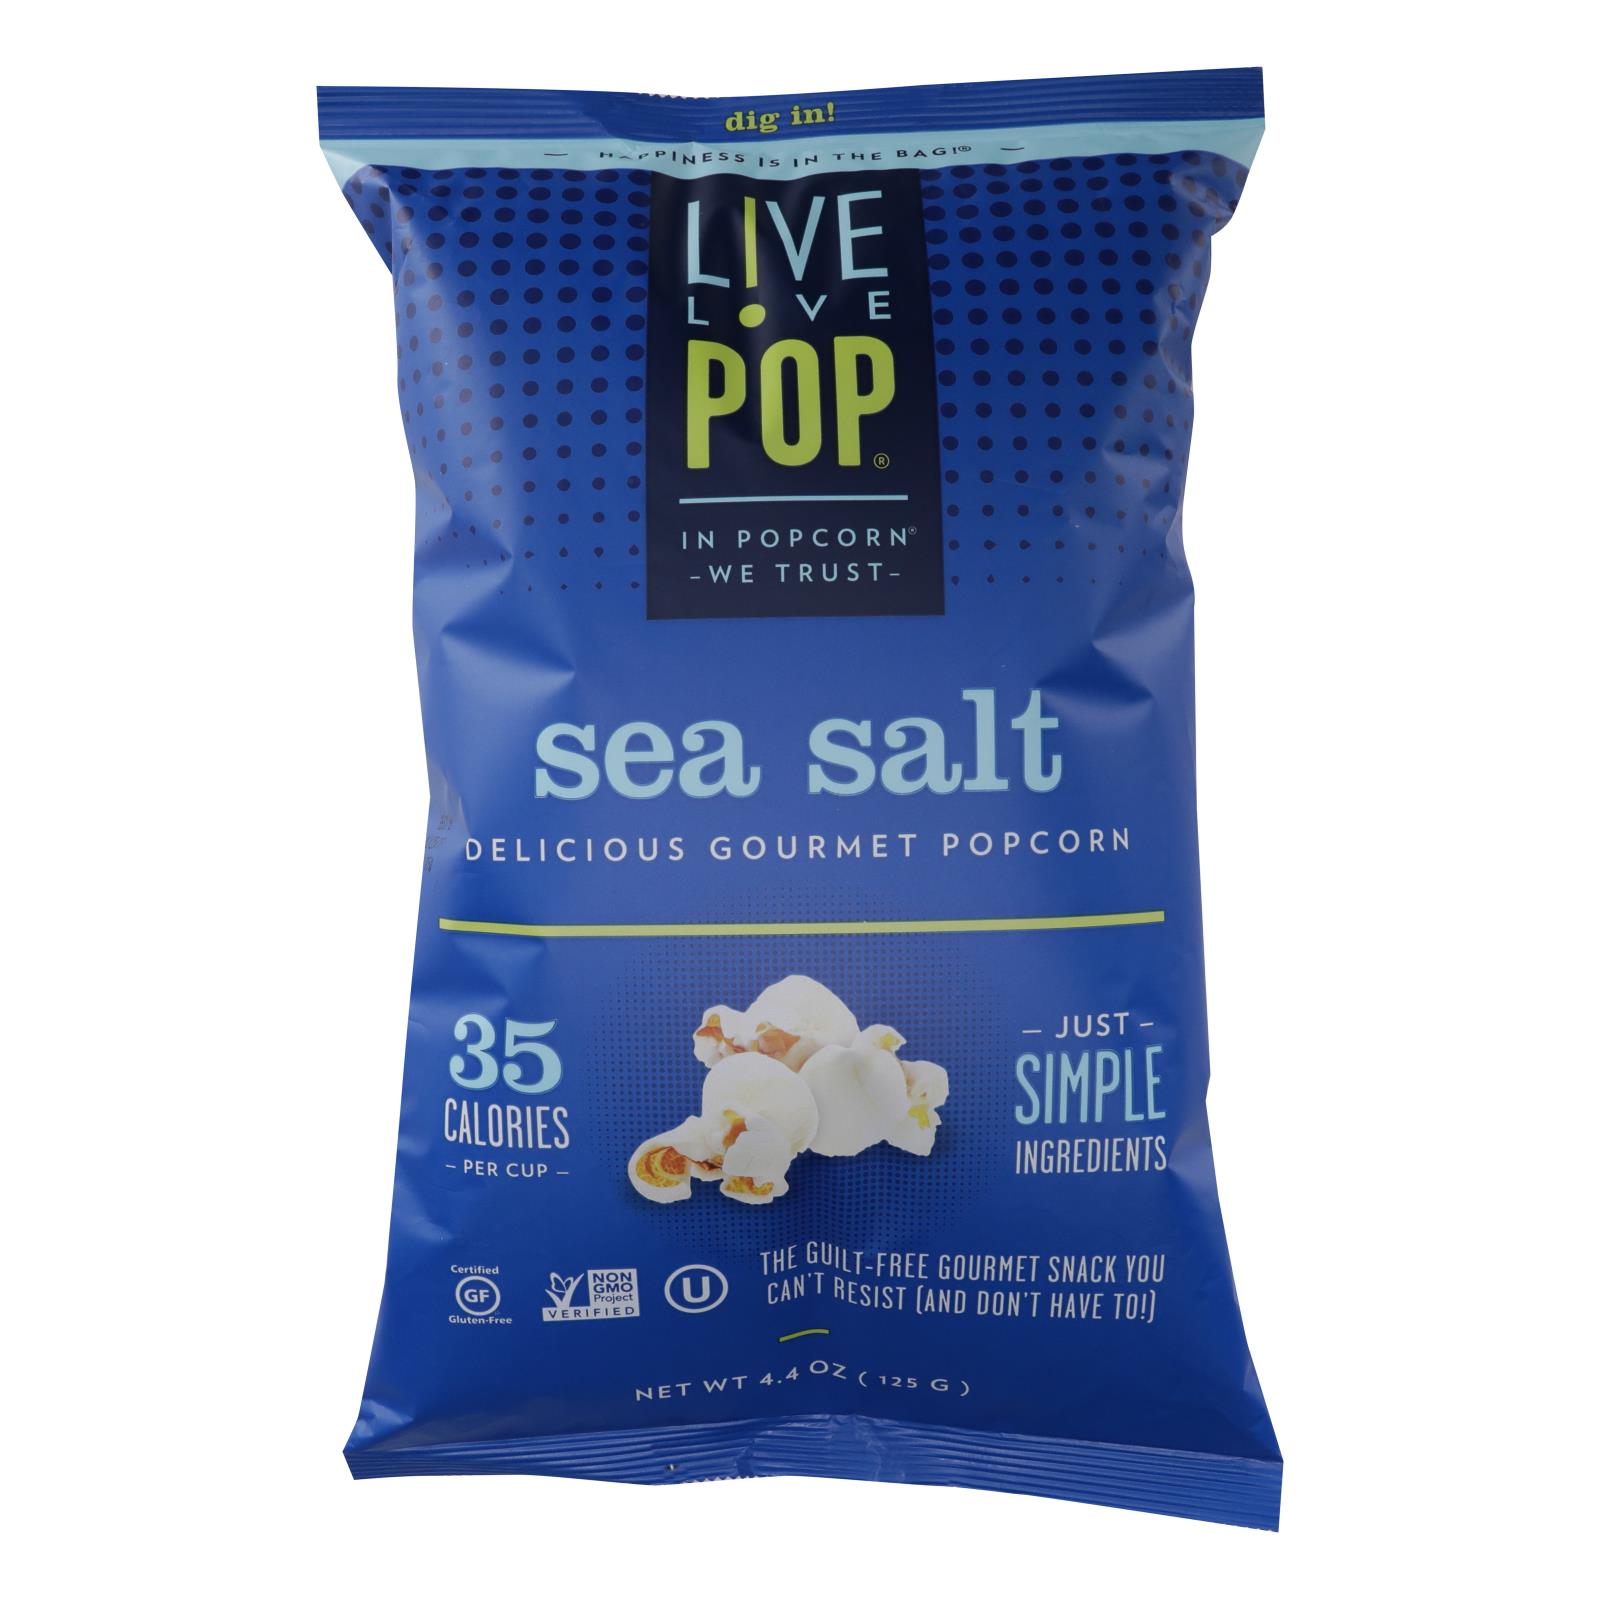 dig in!
— HAPPINESS IS IN THE BAG!® —
L!VE
LOVE
POP®
IN POPCORN®
–WE TRUST–
sea salt
DELICIOUS GOURMET POPCORN
35
CALORIES
– PER CUP –
– JUST –
SIMPLE
INGREDIENTS
Certified
GF
Gluten-Free
NON
GMO
Project
VERIFIED
U
THE GUILT-FREE GOURMET SNACK YOU
CAN'T RESIST (AND DON'T HAVE TO!)
NET WT 4.4 OZ (125 G)